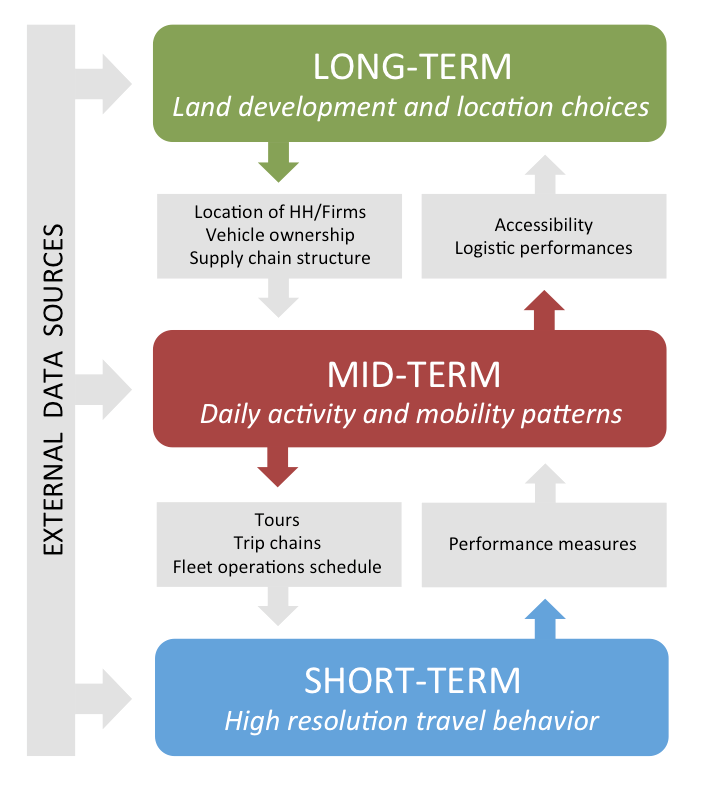 EXTERNAL DATA SOURCES
LONG-TERM
Land development and location choices
Location of HH/Firms
Vehicle ownership
Supply chain structure
Accessibility
Logistic performances
MID-TERM
Daily activity and mobility patterns
Tours
Trip chains
Fleet operations schedule
Performance measures
SHORT-TERM
High resolution travel behavior